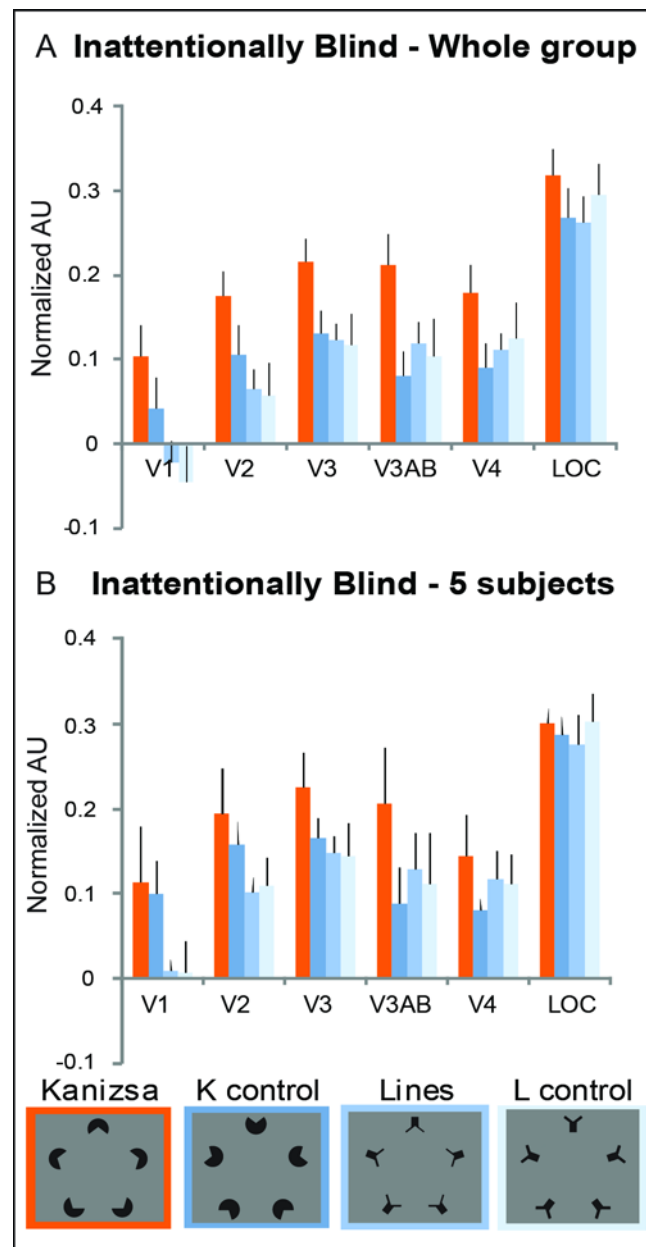 A Inattentionally Blind - Whole group
Normalized AU
0.4
0.3
0.2
0.1
0
-0.1
V1 V2 V3 V3AB V4 LOC
B Inattentionally Blind - 5 subjects
Normalized AU
0.4
0.3
0.2
0.1
0
-0.1
V1 V2 V3 V3AB V4 LOC
Kanizsa K control Lines L control